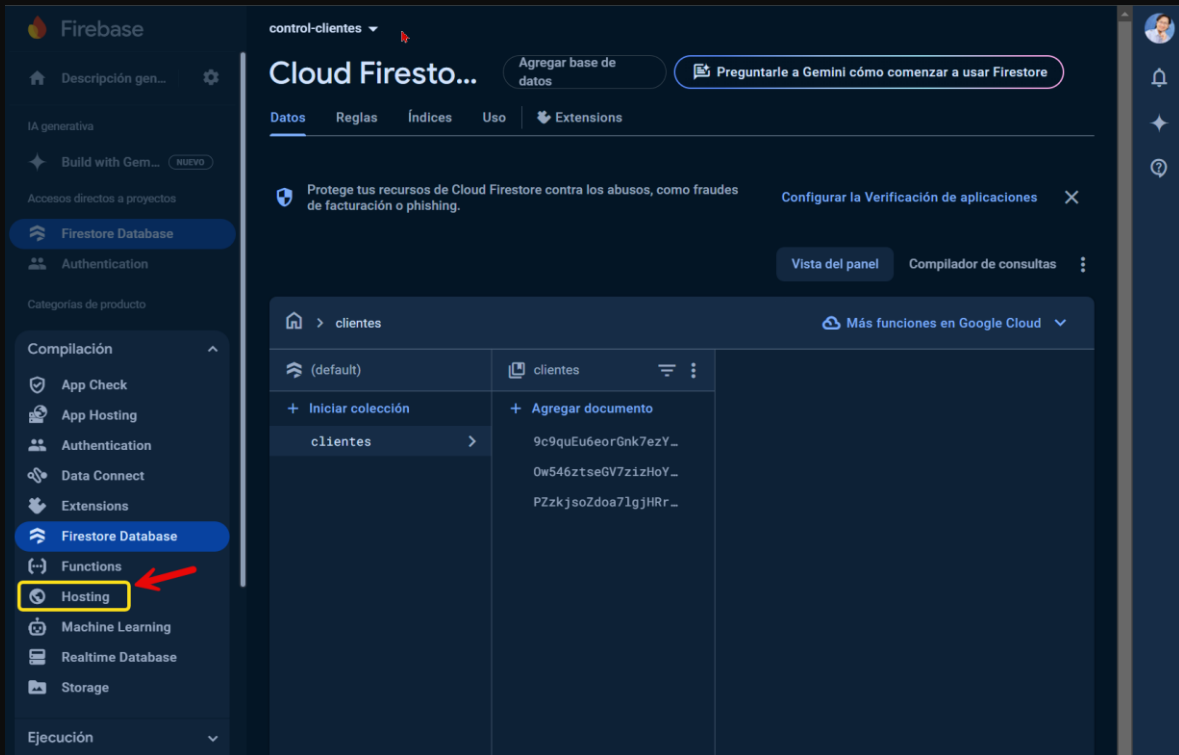 Firebase
Descripción gen...
IA generativa
Build with Gem... NUEVO
Accesos directos a proyectos
Firestore Database
Authentication
Categorías de producto
Compilación
App Check
App Hosting
Authentication
Data Connect
Extensions
Firestore Database
Functions
Hosting
Machine Learning
Realtime Database
Storage
Ejecución
control-clientes
Cloud Firesto...
Agregar base de
datos
Preguntarle a Gemini cómo comenzar a usar Firestore
Datos Reglas Índices Uso Extensions
Protege tus recursos de Cloud Firestore contra los abusos, como fraudes
de facturación o phishing.
Configurar la Verificación de aplicaciones
Vista del panel Compilador de consultas
clientes
Más funciones en Google Cloud
(default)
Iniciar colección
clientes
clientes
Agregar documento
9c9quEu6eorGnk7ezY…
Ow546ztseGV7zizHoY…
PZzkjsoZdoa7lgjHRr…